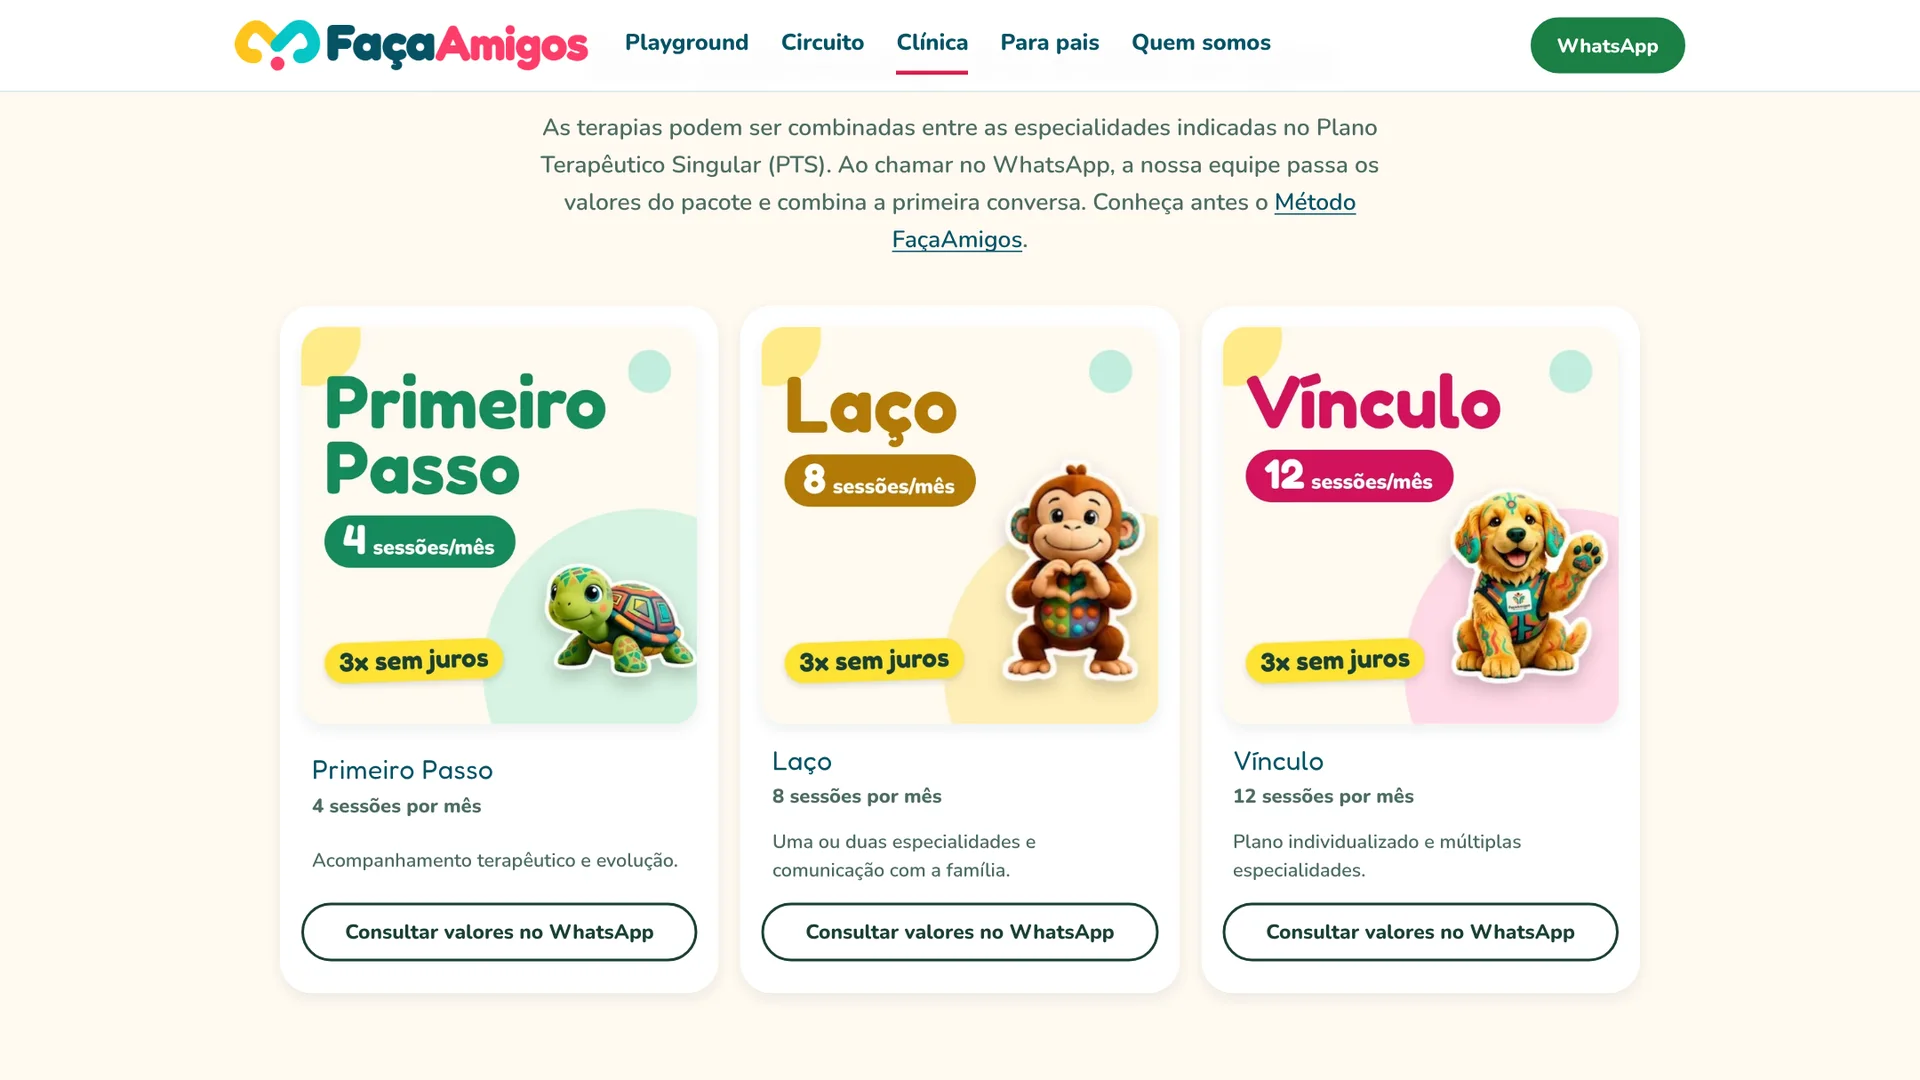 FaçaAmigos
Playground
Circuito
Clínica
Para pais
Quem somos
WhatsApp
As terapias podem ser combinadas entre as especialidades indicadas no Plano
Terapêutico Singular (PTS). Ao chamar no WhatsApp, a nossa equipe passa os
valores do pacote e combina a primeira conversa. Conheça antes o Método
FaçaAmigos.
Primeiro
Passo
4 sessões/mês
3x sem juros
Primeiro Passo
4 sessões por mês
Acompanhamento terapêutico e evolução.
Consultar valores no WhatsApp
Laço
8 sessões/mês
3x sem juros
Laço
8 sessões por mês
Uma ou duas especialidades e
comunicação com a família.
Consultar valores no WhatsApp
Vínculo
12 sessões/mês
3x sem juros
Vínculo
12 sessões por mês
Plano individualizado e múltiplas
especialidades.
Consultar valores no WhatsApp